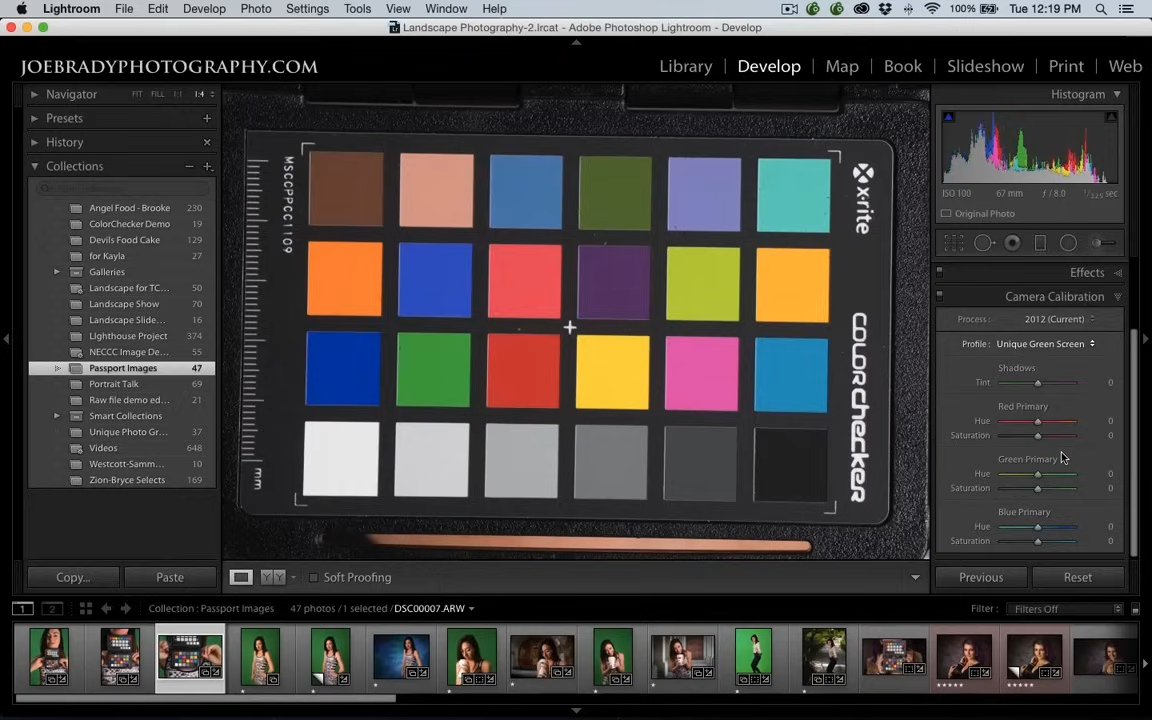 Lightroom File Edit Develop Photo Settings Tools View Window Help 100% Tue 12:19 PM
Landscape Photography-2.lrcat - Adobe Photoshop Lightroom - Develop
JOEBRADYPHOTOGRAPHY.COM
Library | Develop | Map | Book | Slideshow | Print | Web
Navigator FIT FILL 1:1 1:4
Presets
History
Collections
Angel Food - Brooke 230
ColorChecker Demo 19
Devils Food Cake 129
for Kayla 27
Galleries
Landscape for TC... 50
Landscape Show 70
Landscape Slide... 16
Lighthouse Project 374
NECCC Image De... 55
Passport Images 47
Portrait Talk 69
Raw file demo ed... 21
Smart Collections
Unique Photo Gr... 37
Videos 648
Westcott-Samm... 10
Zion-Bryce Selects 169
Copy... Paste
MSCCPPCC1109
mm
x-rite
colorchecker
Soft Proofing
Histogram
ISO 100 67 mm f / 8.0 1/125 sec
Original Photo
Effects
Camera Calibration
Process: 2012 (Current)
Profile: Unique Green Screen
Shadows
Tint 0
Red Primary
Hue 0
Saturation 0
Green Primary
Hue 0
Saturation 0
Blue Primary
Hue 0
Saturation 0
Previous Reset
1 2 Collection : Passport Images 47 photos / 1 selected / DSC00007.ARW Filter : Filters Off